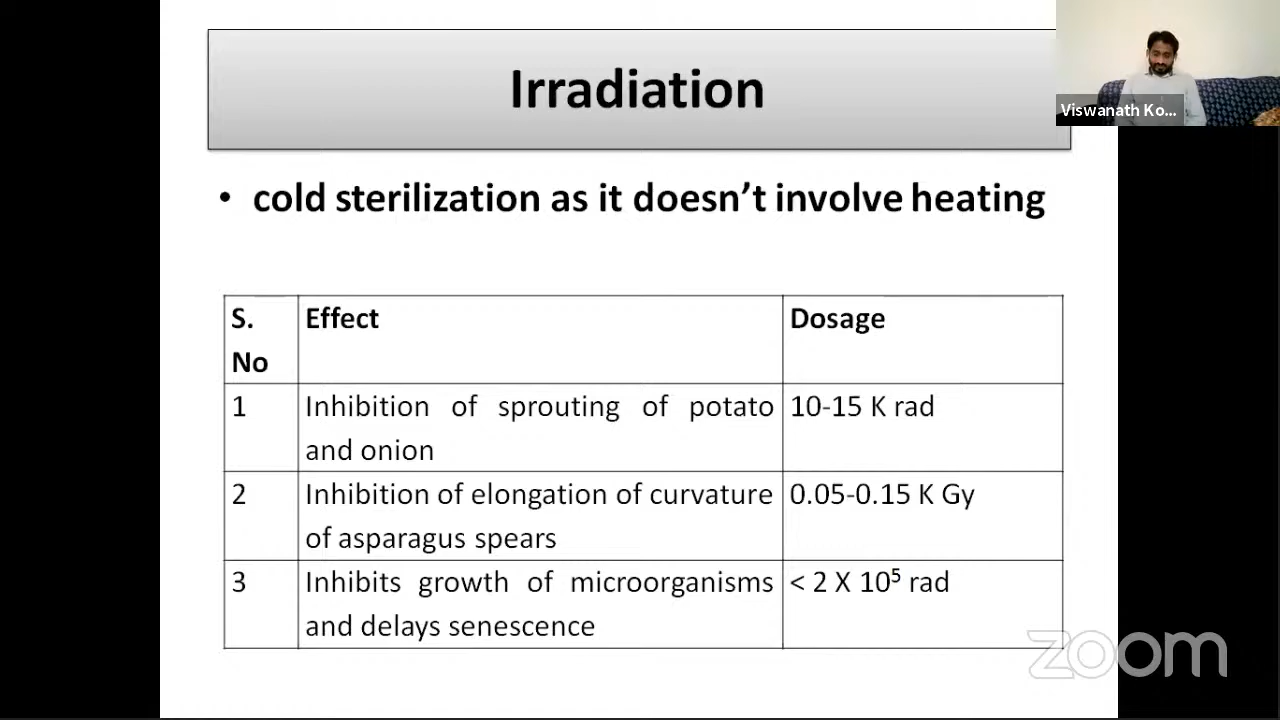 Irradiation
Viswanath Ko...
• cold sterilization as it doesn’t involve heating
S. No Effect Dosage
1 Inhibition of sprouting of potato and onion 10-15 K rad
2 Inhibition of elongation of curvature of asparagus spears 0.05-0.15 K Gy
3 Inhibits growth of microorganisms and delays senescence < 2 X 10⁵ rad
zoom